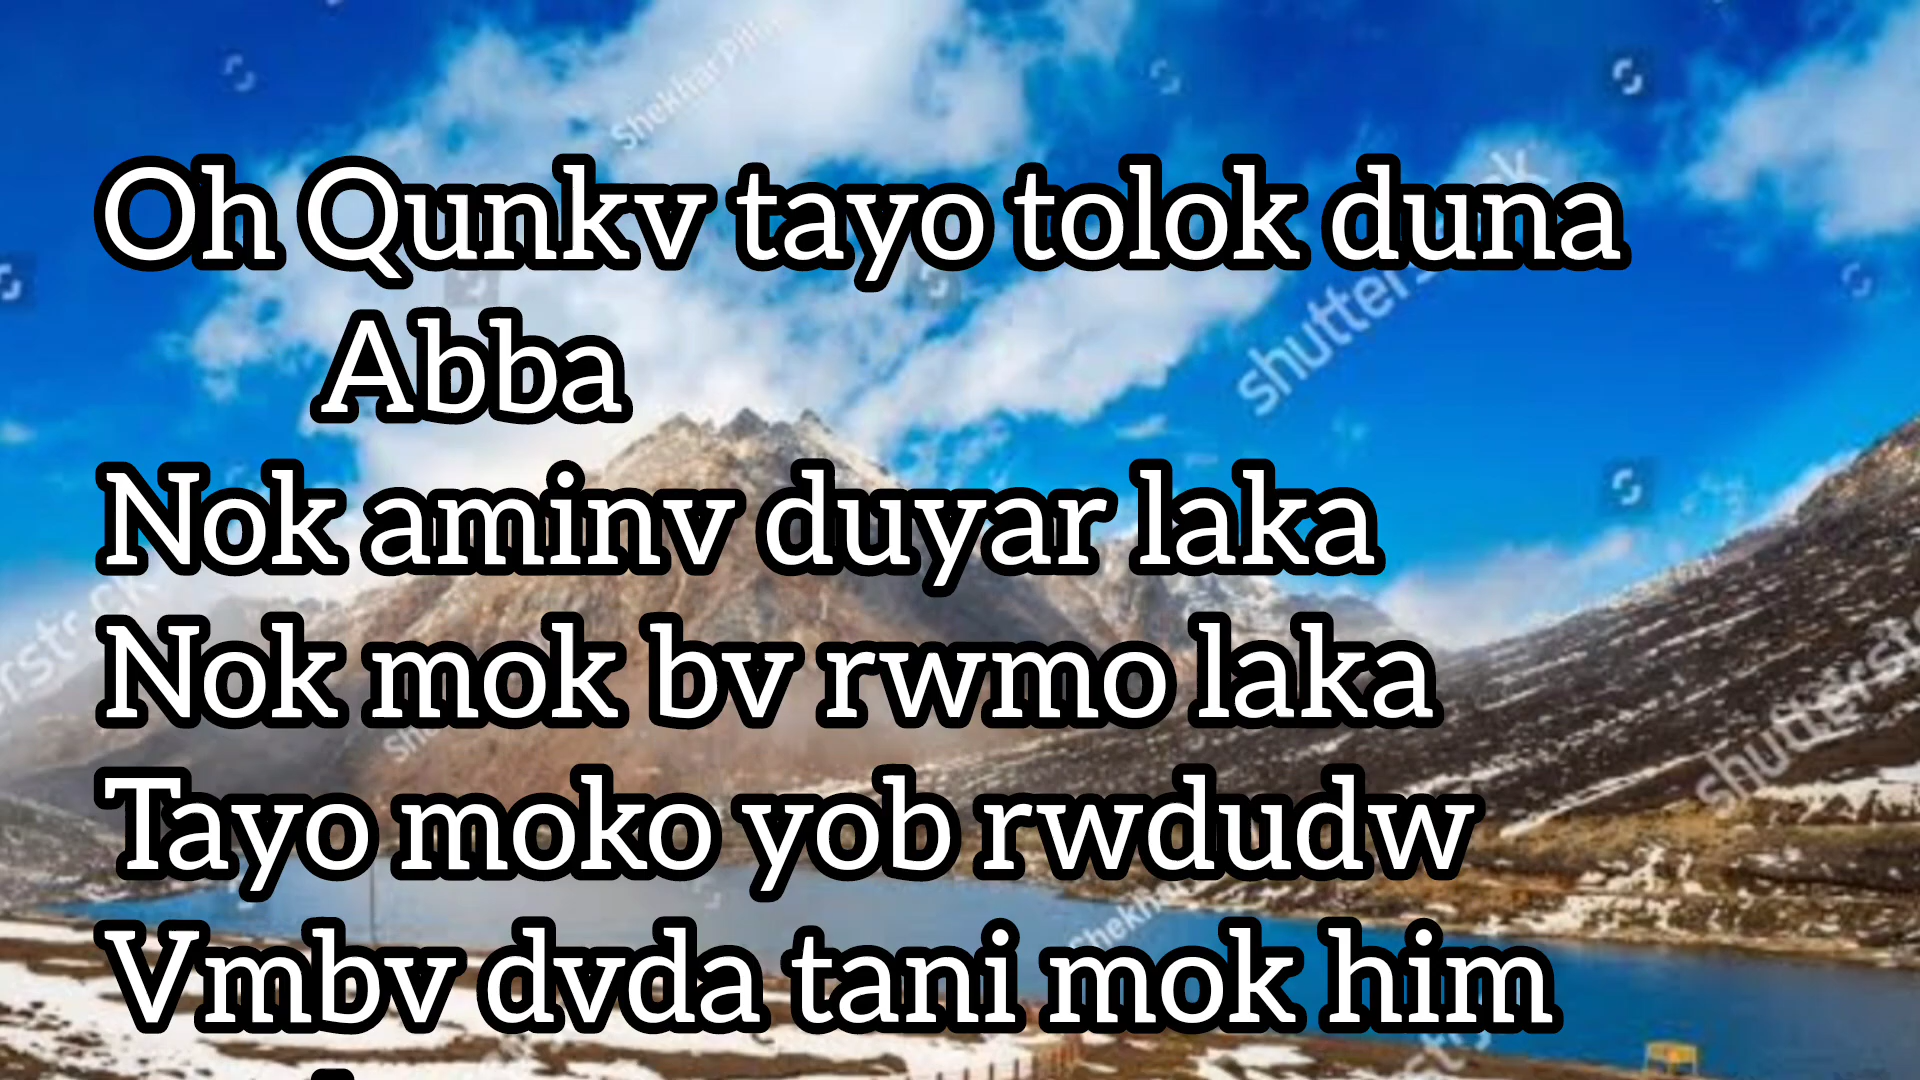 Shekhar
Oh Qunkv tayo tolok duna
Abba
Nok aminv duyar laka
Nok mok bv rwmo laka
Tayo moko yob rwdudw
Vmbv dvda tani mok him